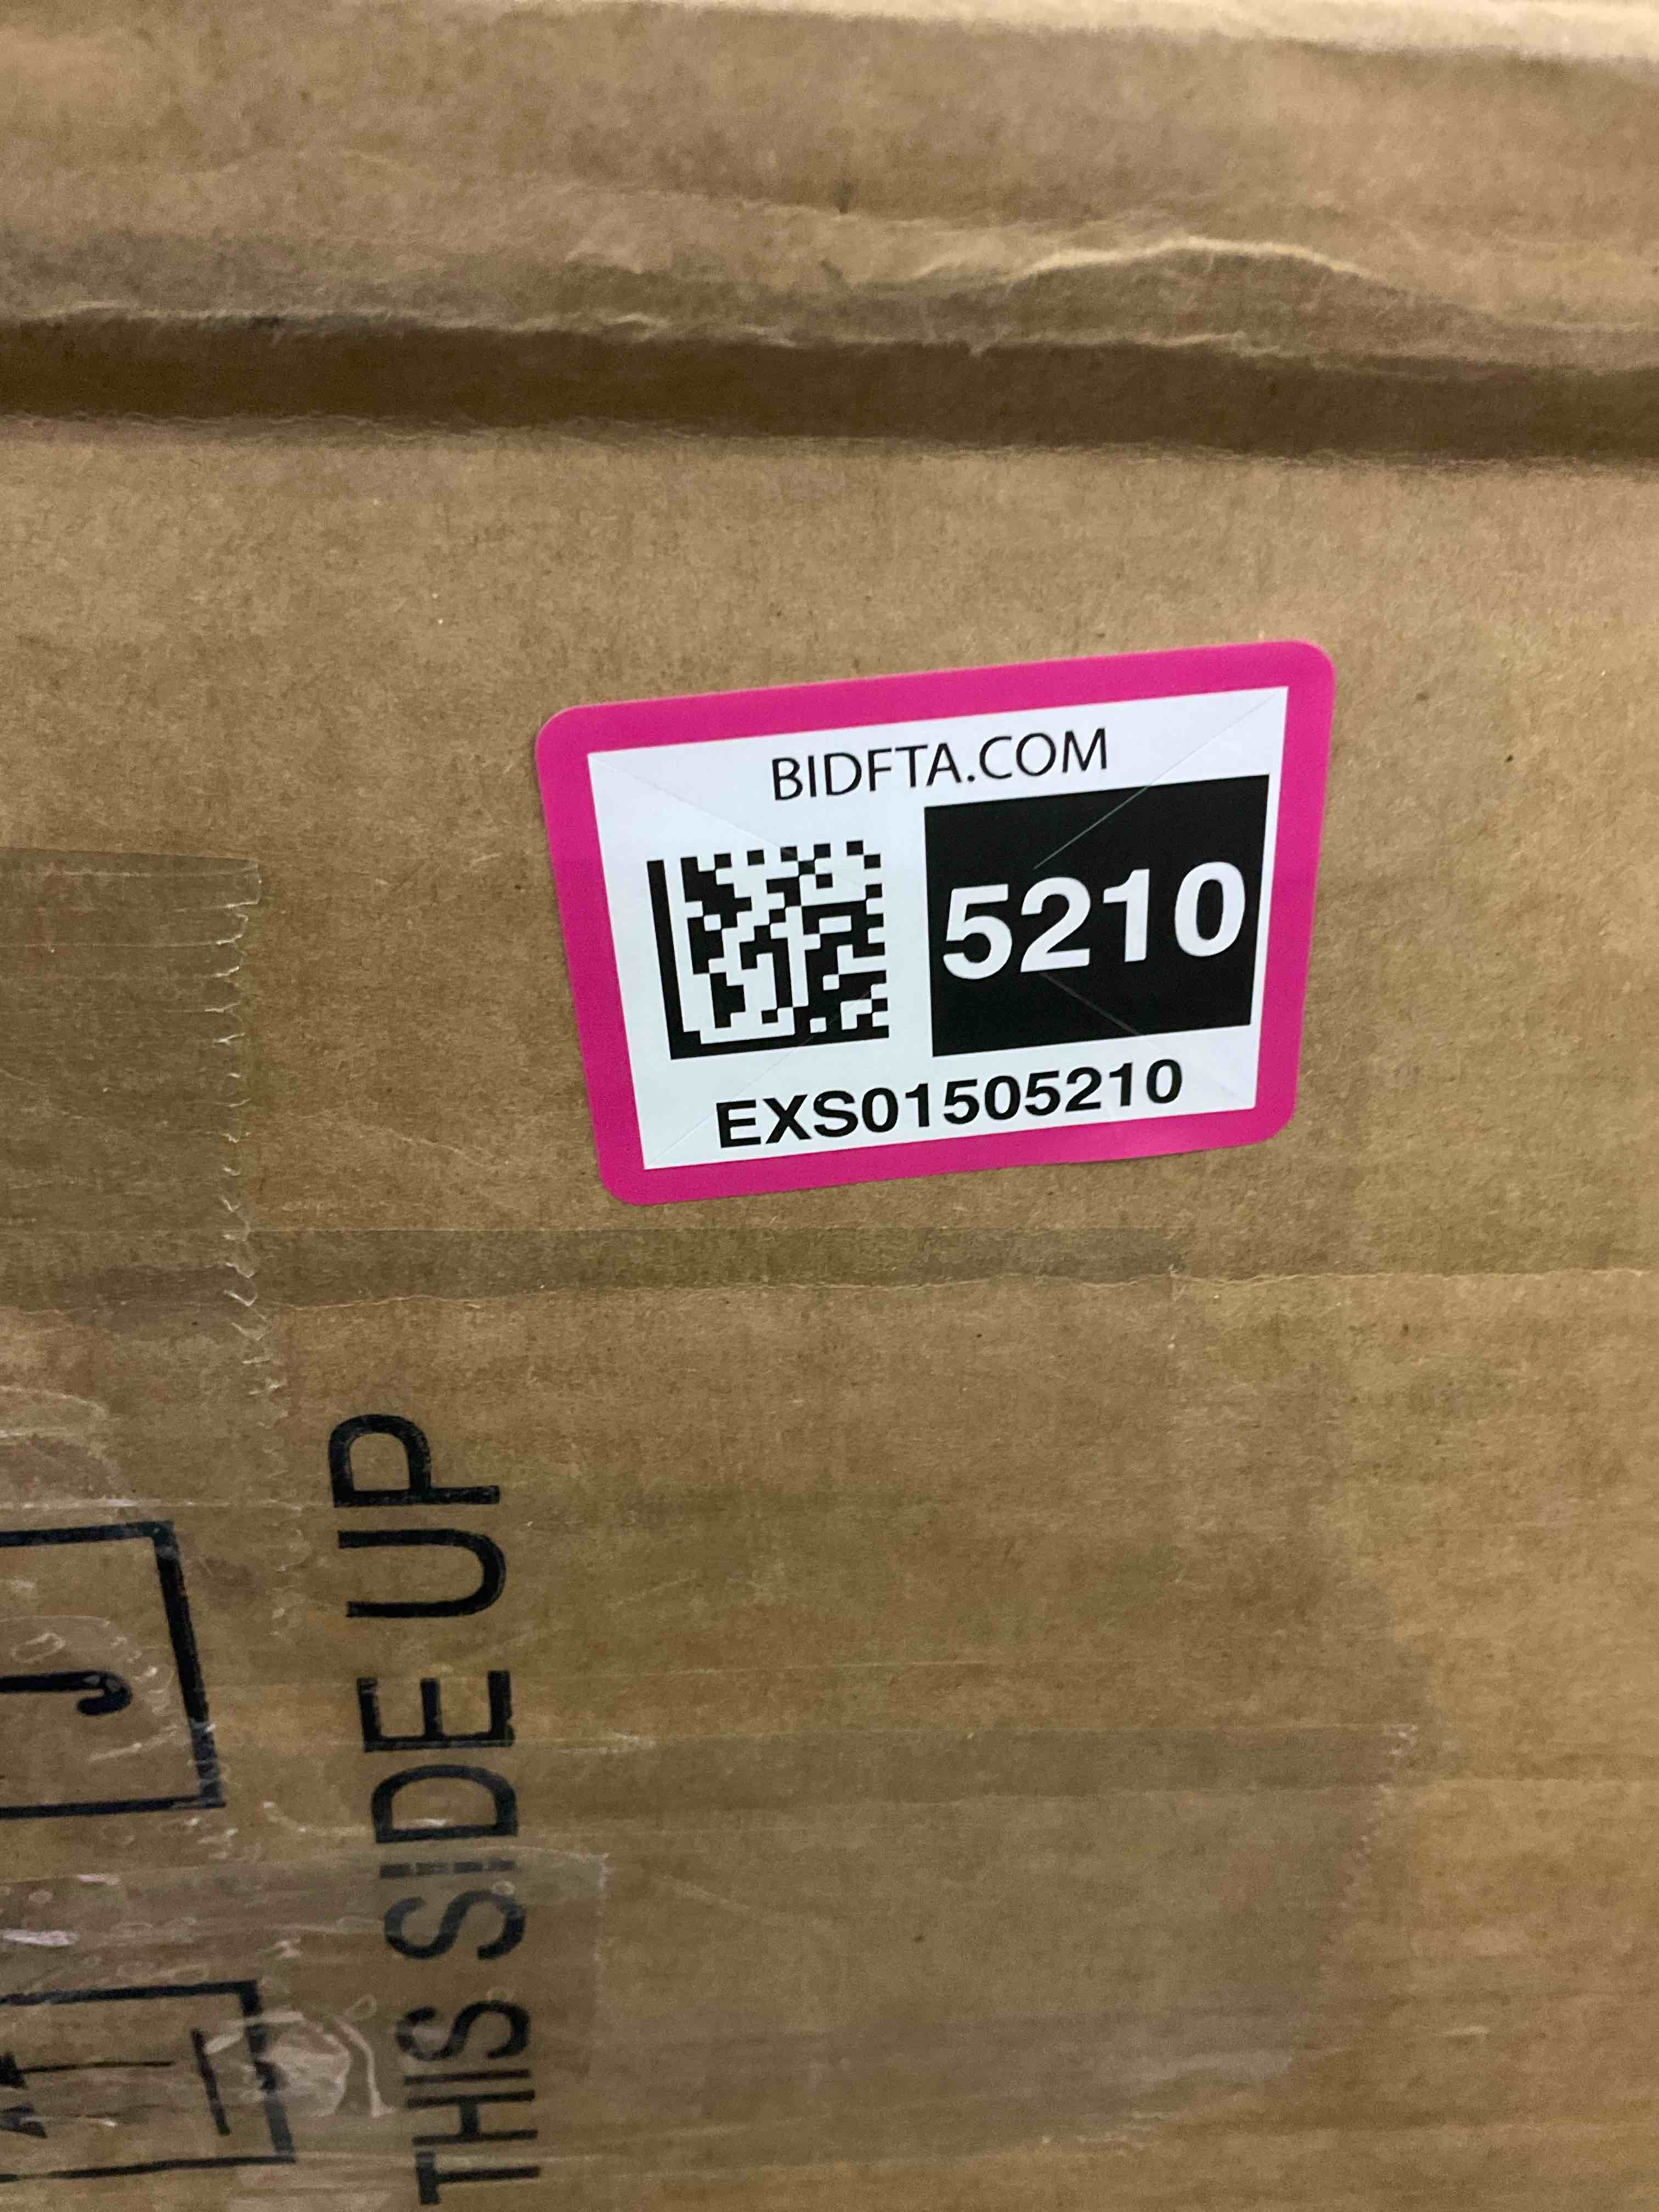 BIDFTA.COM
5210
EXS01505210
THIS SIDE UP